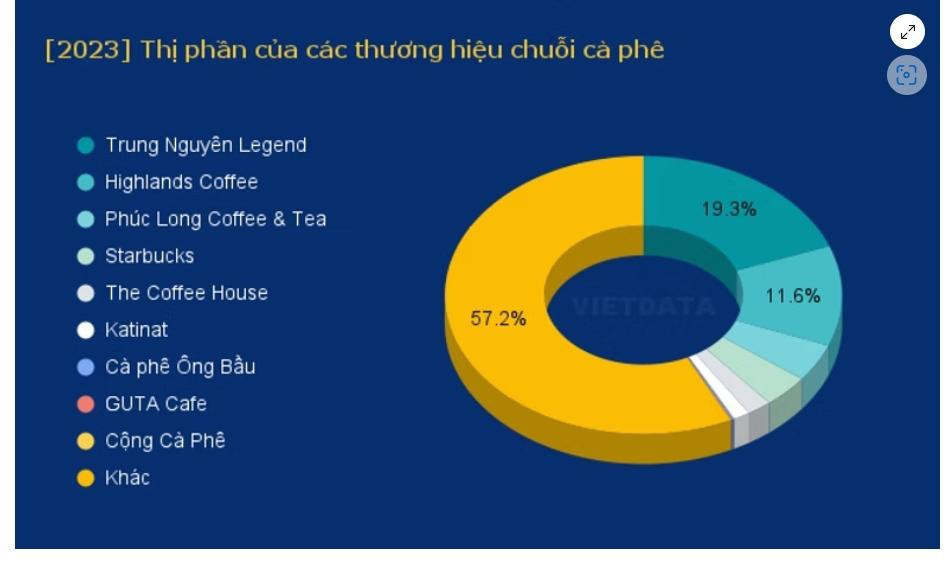 [2023] Thị phần của các thương hiệu chuỗi cà phê
Trung Nguyên Legend
Highlands Coffee
Phúc Long Coffee & Tea
Starbucks
The Coffee House
Katinat
Cà phê Ông Bầu
GUTA Cafe
Cộng Cà Phê
Khác
19.3%
11.6%
57.2%
VIETDATA